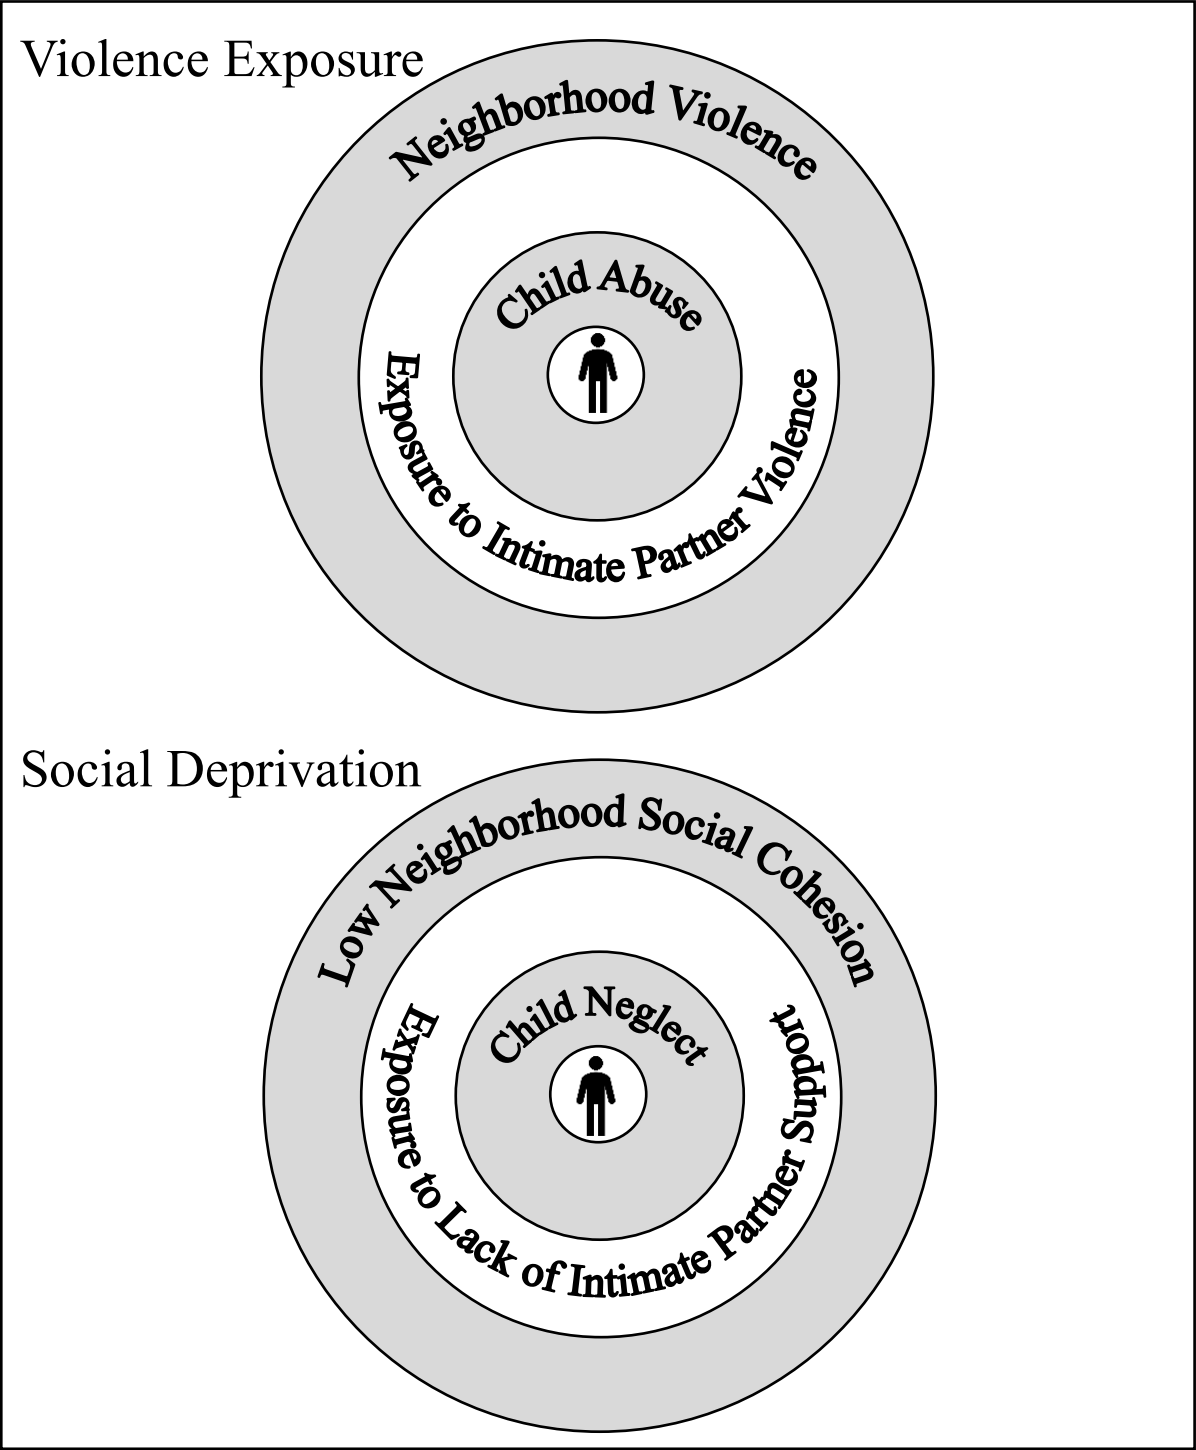 Violence Exposure
Neighborhood Violence
Child Abuse
Exposure to Intimate Partner Violence
Social Deprivation
Low Neighborhood Social Cohesion
Child Neglect
Exposure to Lack of Intimate Partner Support